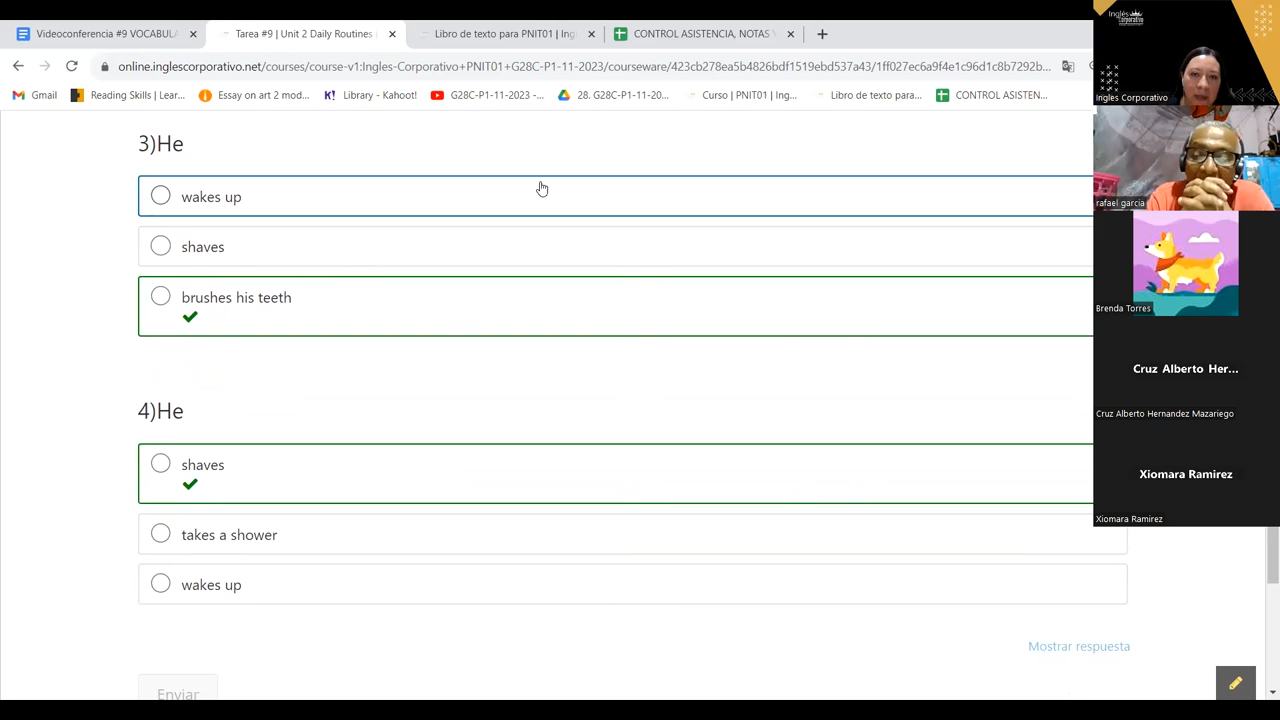 Videoconferencia #9 VOCABULA
Tarea #9 | Unit 2 Daily Routines
Libro de texto para PNIT01 | Ing
CONTROL ASISTENCIA, NOTAS
online.inglescorporativo.net/courses/course-v1:Ingles-Corporativo+PNIT01+G28C-P1-11-2023/courseware/423cb278ea5b4826bdf1519ebd537a43/1ff027ec6a9f4e1c96d1c8b7292b...
Gmail
Reading Skills | Lear...
Essay on art 2 mod...
Library - Kano...
G28C-P1-11-2023 -...
28. G28C-P1-11-20...
Curso | PNIT01 | Ing...
Libro de texto para...
CONTROL ASISTEN...
3)He
wakes up
shaves
brushes his teeth
4)He
shaves
takes a shower
wakes up
Mostrar respuesta
Enviar
Inglés
Corporativo
Ingles Corporativo
rafael garcia
Brenda Torres
Cruz Alberto Her...
Cruz Alberto Hernandez Mazariego
Xiomara Ramirez
Xiomara Ramirez